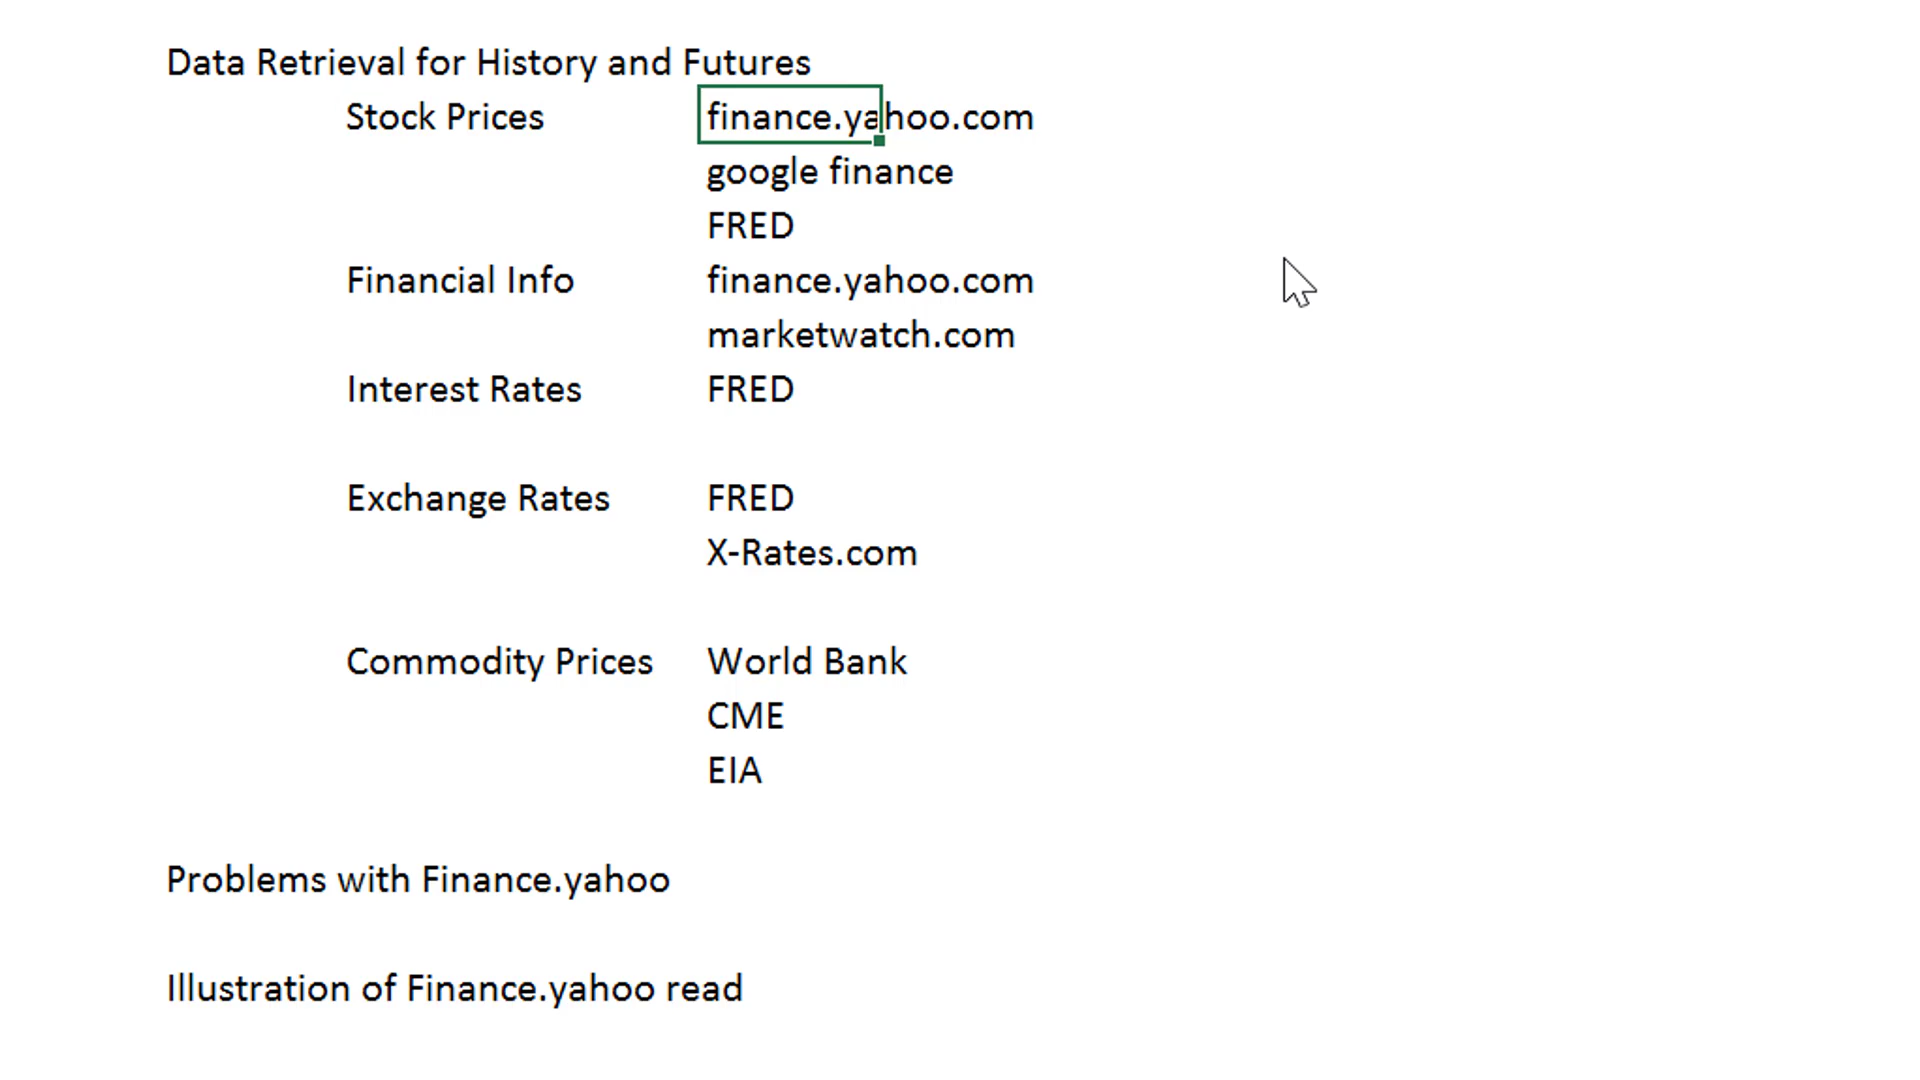 Data Retrieval for History and Futures
Stock Prices finance.yahoo.com
google finance
FRED
Financial Info finance.yahoo.com
marketwatch.com
Interest Rates FRED
Exchange Rates FRED
X-Rates.com
Commodity Prices World Bank
CME
EIA
Problems with Finance.yahoo
Illustration of Finance.yahoo read